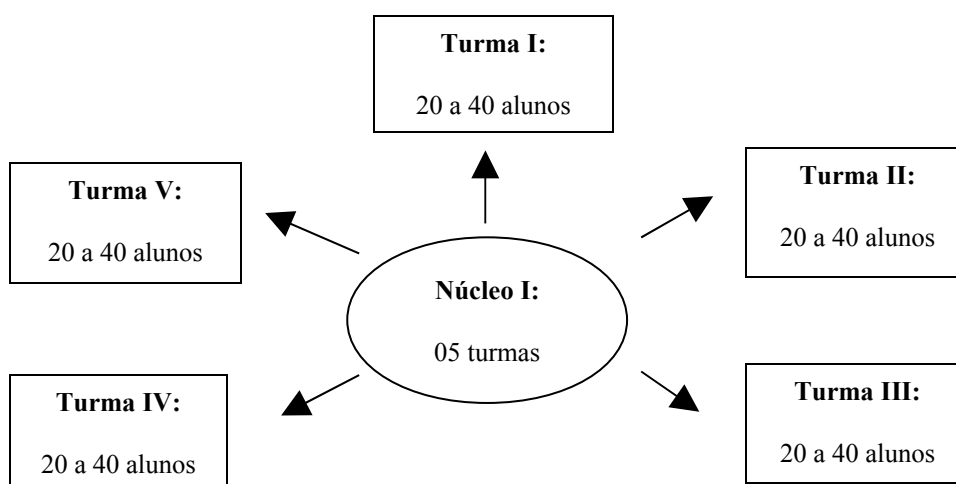 Turma I:
20 a 40 alunos
Turma V:
20 a 40 alunos
Turma II:
20 a 40 alunos
Núcleo I:
05 turmas
Turma IV:
20 a 40 alunos
Turma III:
20 a 40 alunos